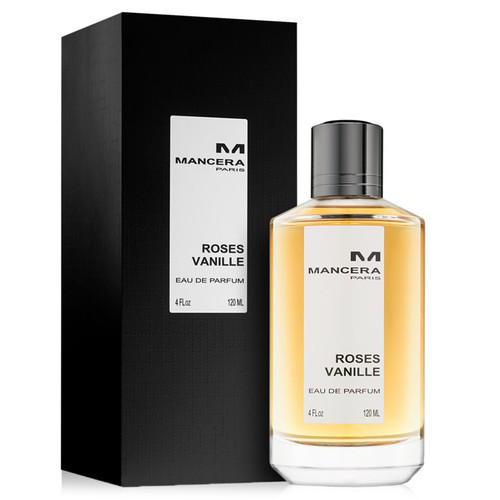 M
MANCERA
PARIS
ROSES
VANILLE
EAU DE PARFUM
4 FLoz 120 ML
M
MANCERA
PARIS
ROSES
VANILLE
EAU DE PARFUM
4 FLoz 120 ML